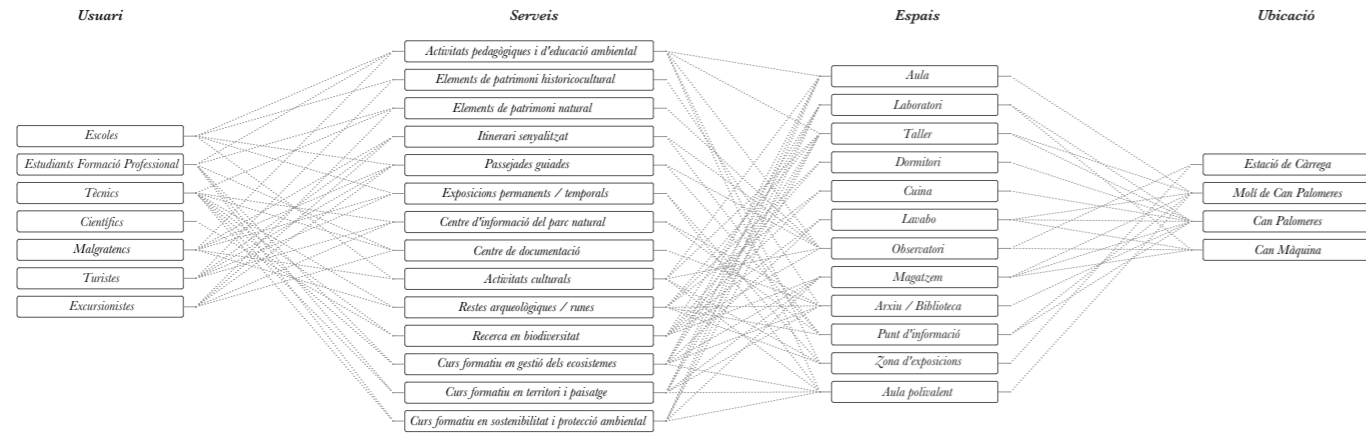 Usuari
Serveis
Espais
Ubicació
Escoles
Estudiants Formació Professional
Tècnics
Científics
Malgratencs
Turistes
Excursionistes
Activitats pedagògiques i d'educació ambiental
Elements de patrimoni historicocultural
Elements de patrimoni natural
Itinerari senyalitzat
Passejades guiades
Exposicions permanents / temporals
Centre d'informació del parc natural
Centre de documentació
Activitats culturals
Restes arqueològiques / runes
Recerca en biodiversitat
Curs formatiu en gestió dels ecosistemes
Curs formatiu en territori i paisatge
Curs formatiu en sostenibilitat i protecció ambiental
Aula
Laboratori
Taller
Dormitori
Cuina
Lavabo
Observatori
Magatzem
Arxiu / Biblioteca
Punt d'informació
Zona d'exposicions
Aula polivalent
Estació de Càrrega
Molí de Can Palomeres
Can Palomeres
Can Màquina